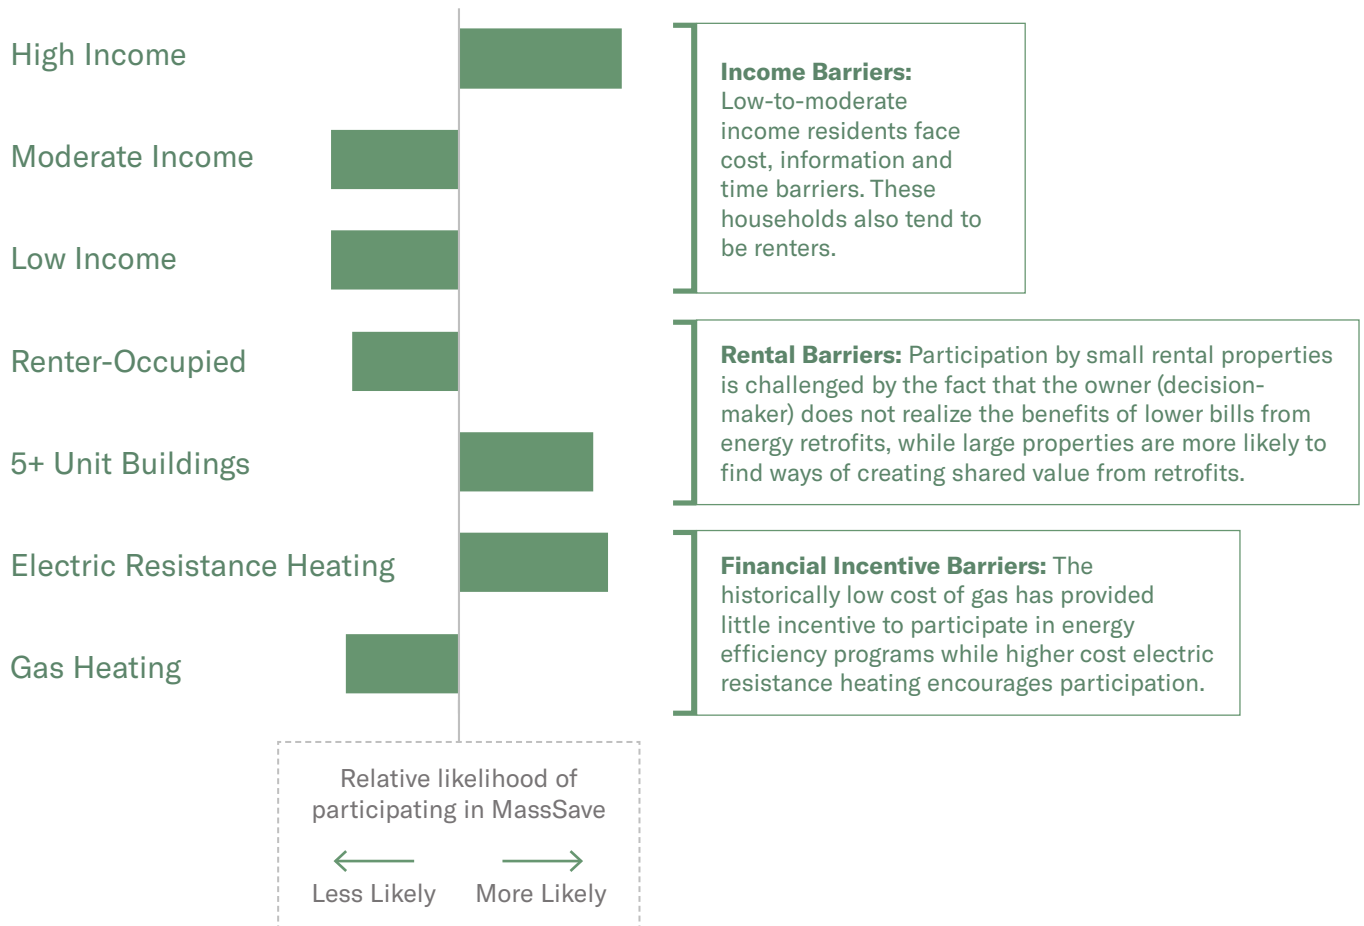 High Income
Moderate Income
Low Income
Renter-Occupied
5+ Unit Buildings
Electric Resistance Heating
Gas Heating
Income Barriers:
Low-to-moderate
income residents face
cost, information and
time barriers. These
households also tend to
be renters.
Rental Barriers: Participation by small rental properties
is challenged by the fact that the owner (decision-
maker) does not realize the benefits of lower bills from
energy retrofits, while large properties are more likely to
find ways of creating shared value from retrofits.
Financial Incentive Barriers: The
historically low cost of gas has provided
little incentive to participate in energy
efficiency programs while higher cost electric
resistance heating encourages participation.
Relative likelihood of
participating in MassSave
Less Likely
More Likely